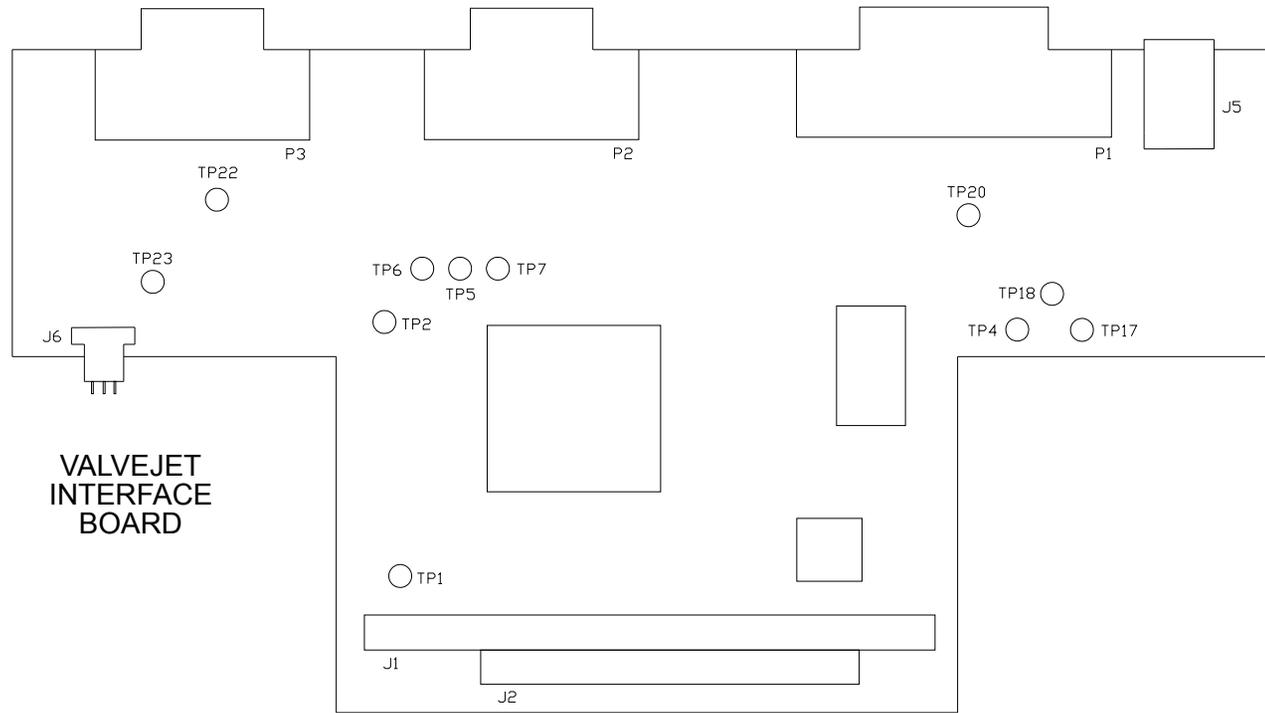 J5
P3
P2
P1
TP22
TP20
TP23
TP6
TP7
TP5
TP18
TP2
TP4
TP17
J6
VALVEJET
INTERFACE
BOARD
TP1
J1
J2